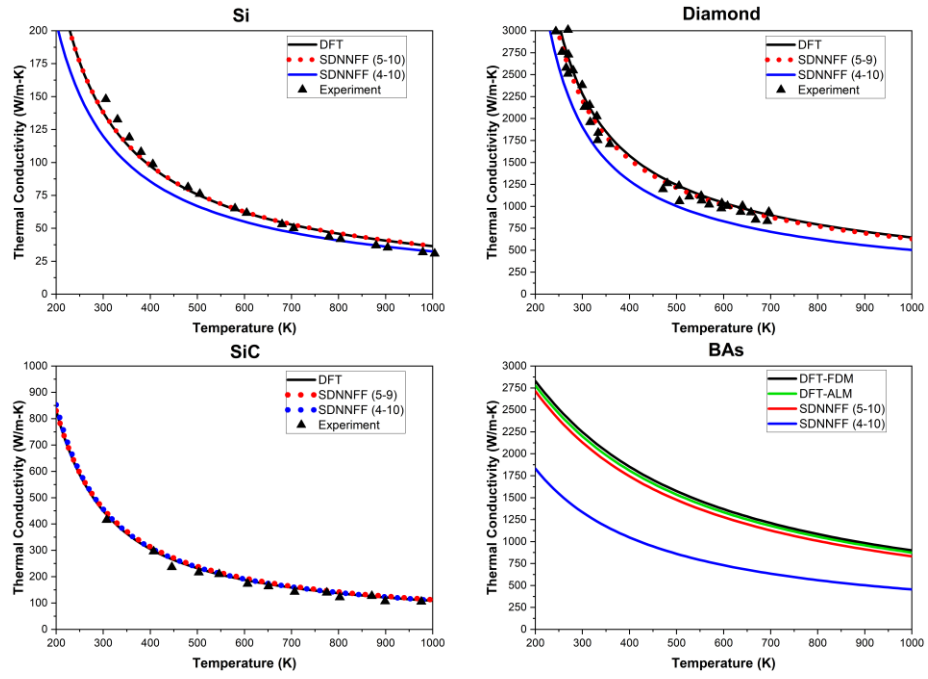 Si
Thermal Conductivity (W/m-K)
200
175
150
125
100
75
50
25
0
DFT
SDNNFF (5-10)
SDNNFF (4-10)
Experiment
200 300 400 500 600 700 800 900 1000
Temperature (K)
Diamond
Thermal Conductivity (W/m-K)
3000
2750
2500
2250
2000
1750
1500
1250
1000
750
500
250
0
DFT
SDNNFF (5-9)
SDNNFF (4-10)
Experiment
200 300 400 500 600 700 800 900 1000
Temperature (K)
SiC
Thermal Conductivity (W/m-K)
1000
900
800
700
600
500
400
300
200
100
0
DFT
SDNNFF (5-9)
SDNNFF (4-10)
Experiment
200 300 400 500 600 700 800 900 1000
Temperature (K)
BAs
Thermal Conductivity (W/m-K)
3000
2750
2500
2250
2000
1750
1500
1250
1000
750
500
250
0
DFT-FDM
DFT-ALM
SDNNFF (5-10)
SDNNFF (4-10)
200 300 400 500 600 700 800 900 1000
Temperature (K)